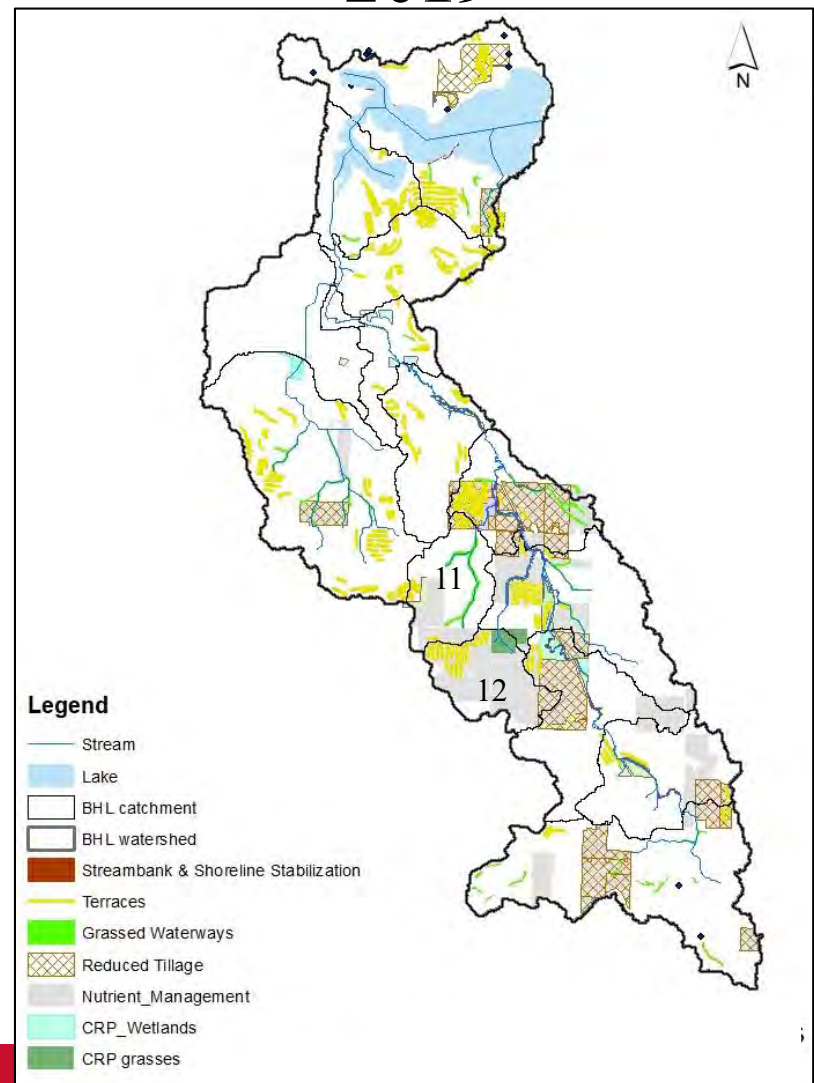 N
11
12
Legend
Stream
Lake
BHL catchment
BHL watershed
Streambank & Shoreline Stabilization
Terraces
Grassed Waterways
Reduced Tillage
Nutrient_Management
CRP_Wetlands
CRP grasses